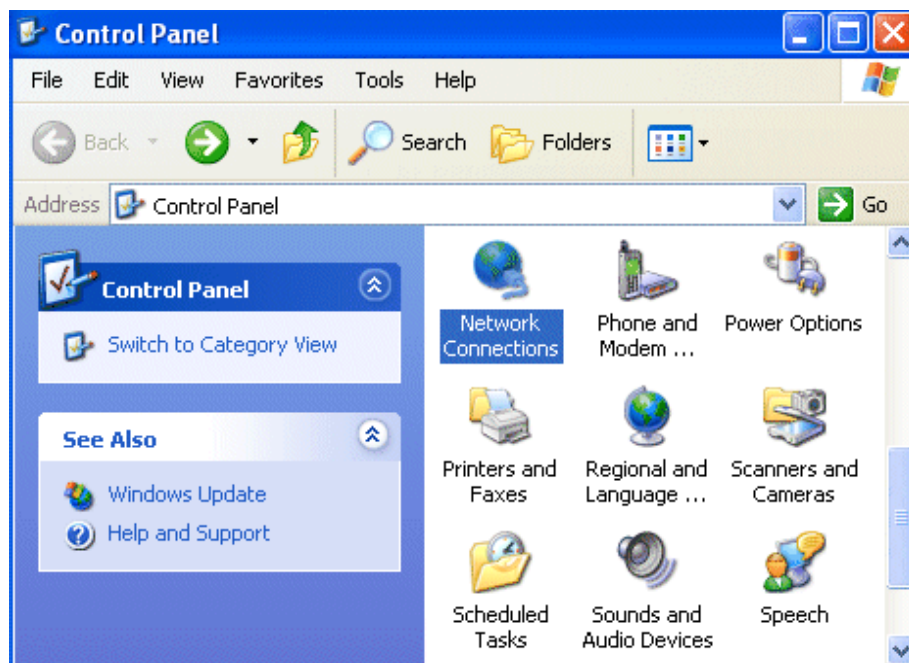 Control Panel
File Edit View Favorites Tools Help
Back Search Folders
Address Control Panel Go
Control Panel
Switch to Category View
See Also
Windows Update
Help and Support
Network
Connections
Phone and
Modem ...
Power Options
Printers and
Faxes
Regional and
Language ...
Scanners and
Cameras
Scheduled
Tasks
Sounds and
Audio Devices
Speech